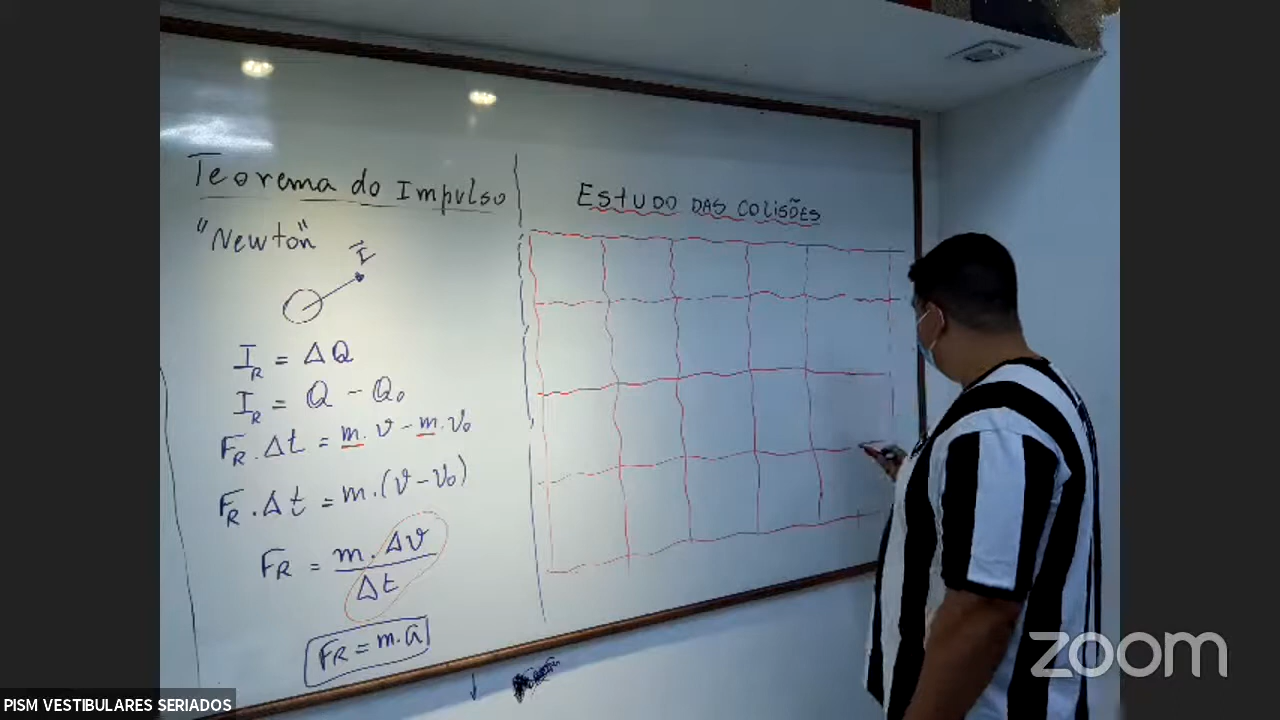 Teorema do Impulso
"Newton"
I⃗
I_R = ΔQ
I_R = Q - Q₀
F_R . Δt = m . v - m . v₀
F_R . Δt = m . (v - v₀)
F_R = m . Δv / Δt
F_R = m . a
ESTUDO DAS COLISÕES
zoom
PISM VESTIBULARES SERIADOS